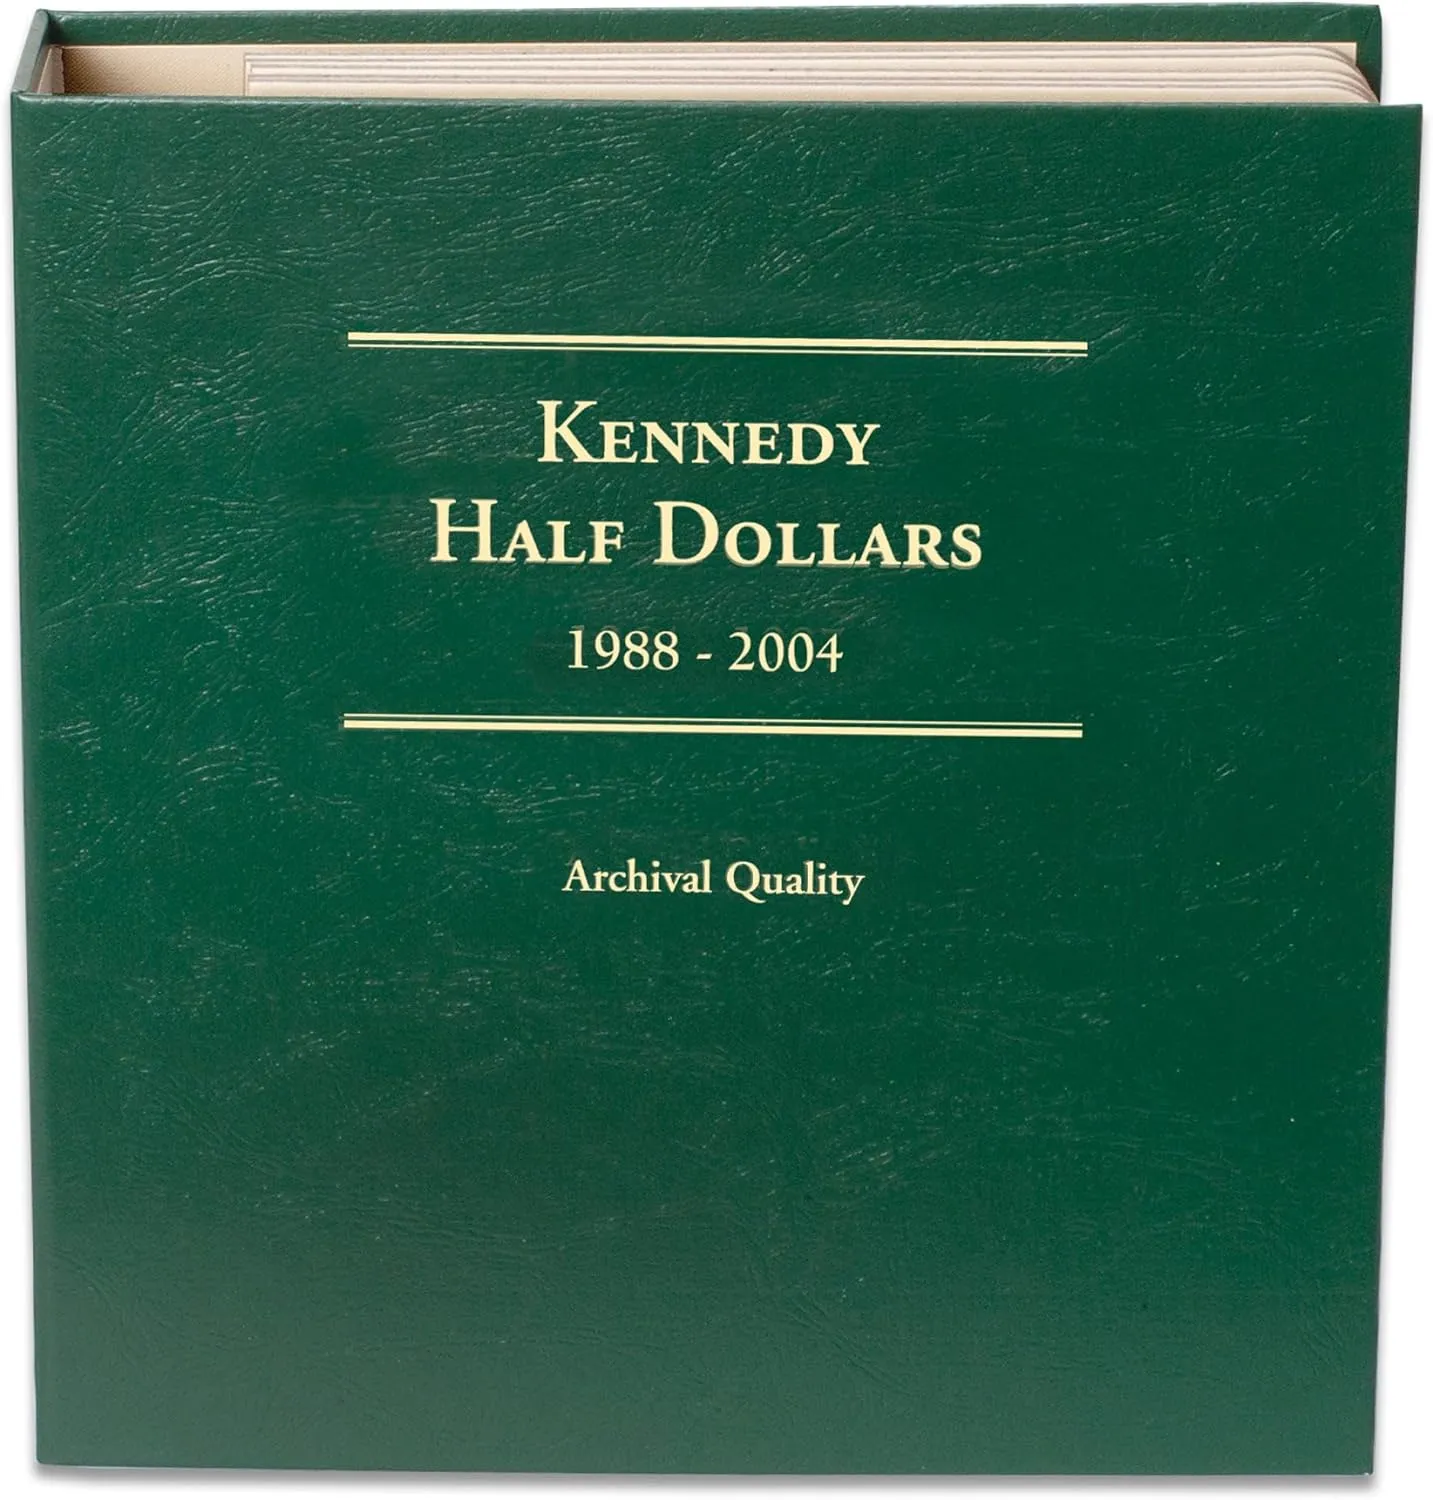 Kennedy
Half Dollars
1988 - 2004
Archival Quality